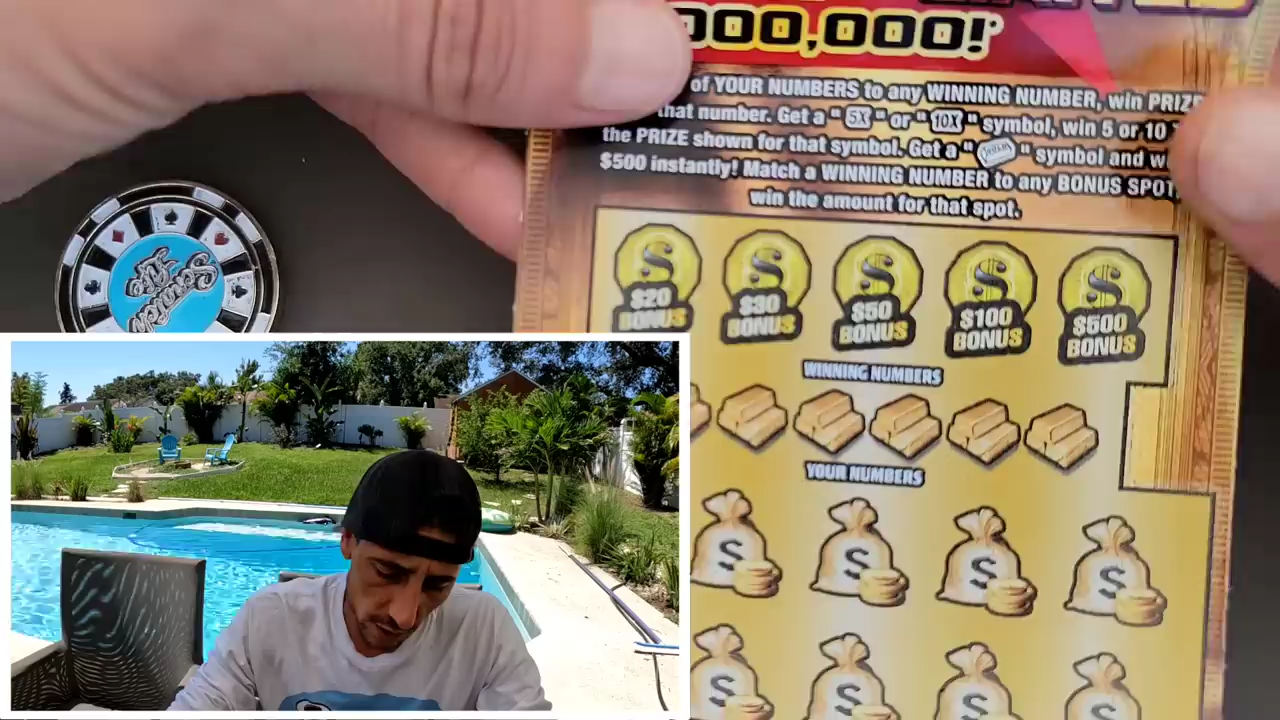 000,000!
of YOUR NUMBERS to any WINNING NUMBER, win PRIZE
that number. Get a "5X" or "10X" symbol, win 5 or 10
the PRIZE shown for that symbol. Get a " " symbol and
$500 instantly! Match a WINNING NUMBER to any BONUS SPOT,
win the amount for that spot.
$ $ $ $ $
$20 BONUS $30 BONUS $50 BONUS $100 BONUS $500 BONUS
WINNING NUMBERS
YOUR NUMBERS
$ $ $ $
$ $ $ $